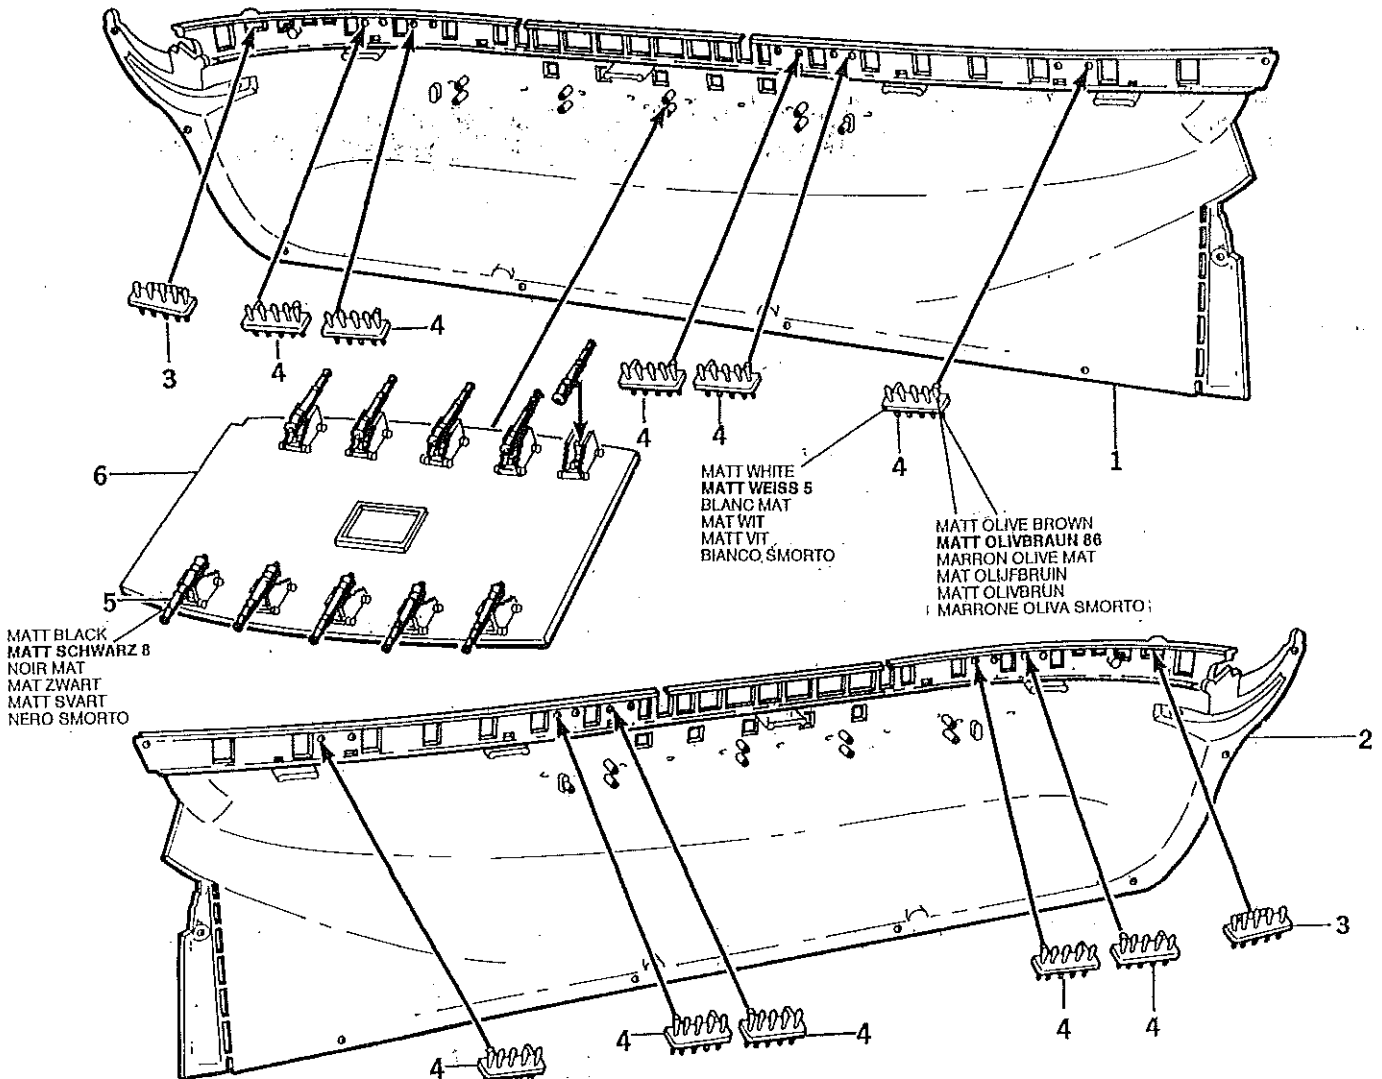 3
4
4
4
4
4
1
6
MATT WHITE
MATT WEISS 5
BLANC MAT
MAT WIT
MATT VIT
BIANCO SMORTO
MATT OLIVE BROWN
MATT OLIVBRAUN 86
MARRON OLIVE MAT
MAT OLIJFBRUIN
MATT OLIVBRUN
MARRONE OLIVA SMORTO
5
MATT BLACK
MATT SCHWARZ 8
NOIR MAT
MAT ZWART
MATT SVART
NERO SMORTO
2
3
4
4
4
4
4